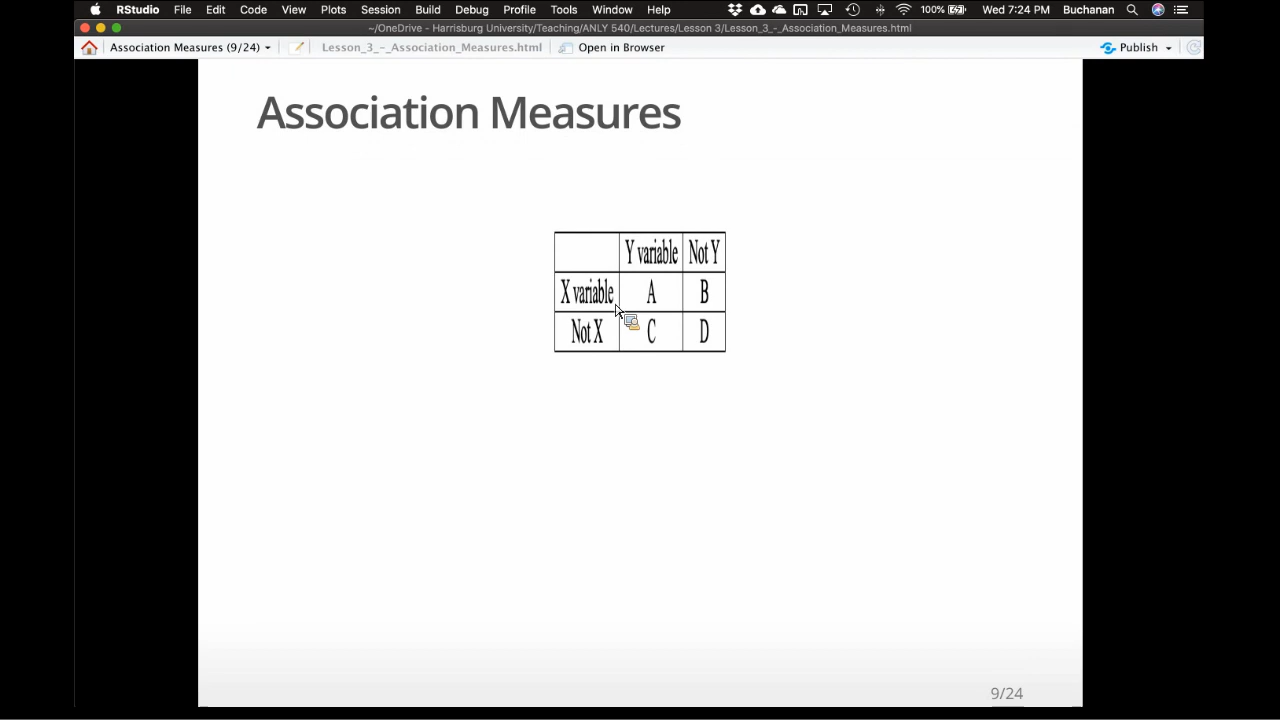 RStudio File Edit Code View Plots Session Build Debug Profile Tools Window Help 100% Wed 7:24 PM Buchanan
~/OneDrive - Harrisburg University/Teaching/ANLY 540/Lectures/Lesson 3/Lesson_3_-_Association_Measures.html
Association Measures (9/24) Lesson_3_-_Association_Measures.html Open in Browser Publish
Association Measures
Y variable Not Y
X variable A B
Not X C D
9/24